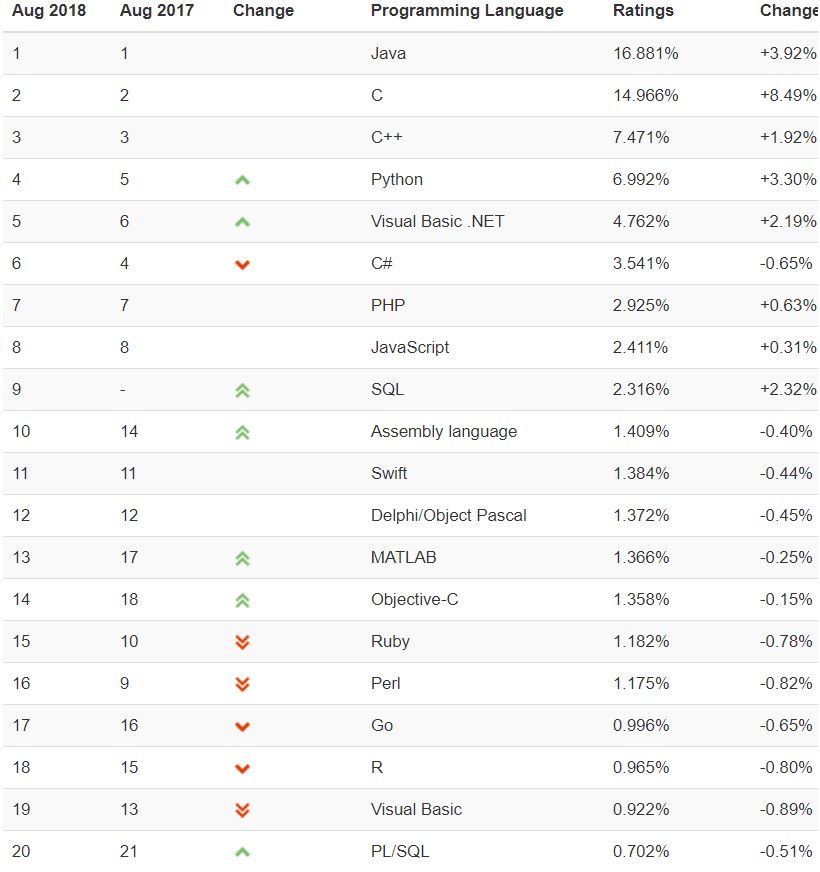 Aug 2018 Aug 2017 Change Programming Language Ratings Change
1 1 Java 16.881% +3.92%
2 2 C 14.966% +8.49%
3 3 C++ 7.471% +1.92%
4 5 Python 6.992% +3.30%
5 6 Visual Basic .NET 4.762% +2.19%
6 4 C# 3.541% -0.65%
7 7 PHP 2.925% +0.63%
8 8 JavaScript 2.411% +0.31%
9 - SQL 2.316% +2.32%
10 14 Assembly language 1.409% -0.40%
11 11 Swift 1.384% -0.44%
12 12 Delphi/Object Pascal 1.372% -0.45%
13 17 MATLAB 1.366% -0.25%
14 18 Objective-C 1.358% -0.15%
15 10 Ruby 1.182% -0.78%
16 9 Perl 1.175% -0.82%
17 16 Go 0.996% -0.65%
18 15 R 0.965% -0.80%
19 13 Visual Basic 0.922% -0.89%
20 21 PL/SQL 0.702% -0.51%